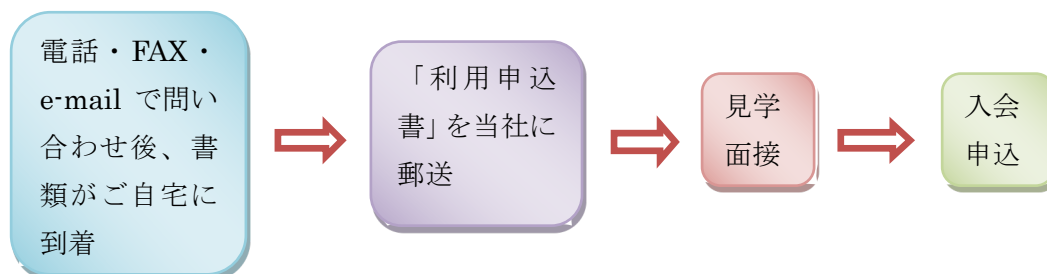 電話・FAX・
e-mail で問い
合わせ後、書
類がご自宅に
到着
「利用申込
書」を当社に
郵送
見学
面接
入会
申込